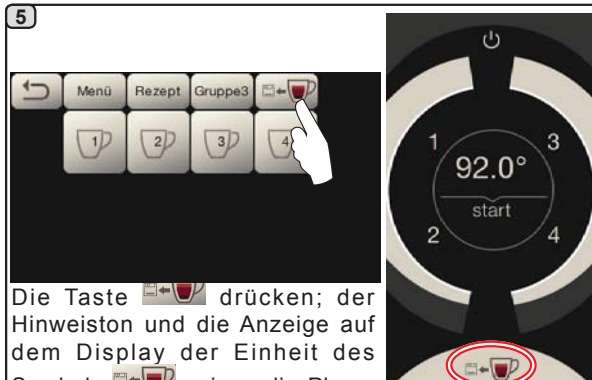 5
Menü Rezept Gruppe3
1 2 3 4
1 3
92.0°
start
2 4
Die Taste drücken; der
Hinweiston und die Anzeige auf
dem Display der Einheit des